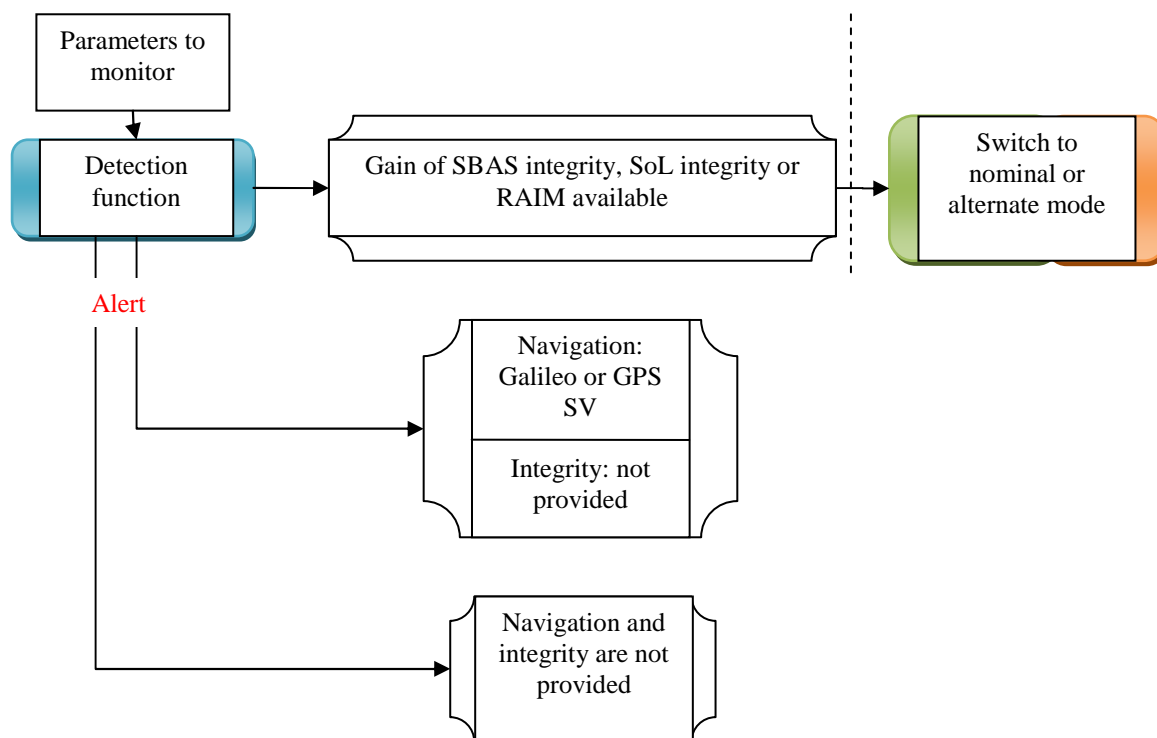 Parameters to
monitor
Detection
function
Gain of SBAS integrity, SoL integrity or
RAIM available
Switch to
nominal or
alternate mode
Alert
Navigation:
Galileo or GPS
SV
Integrity: not
provided
Navigation and
integrity are not
provided